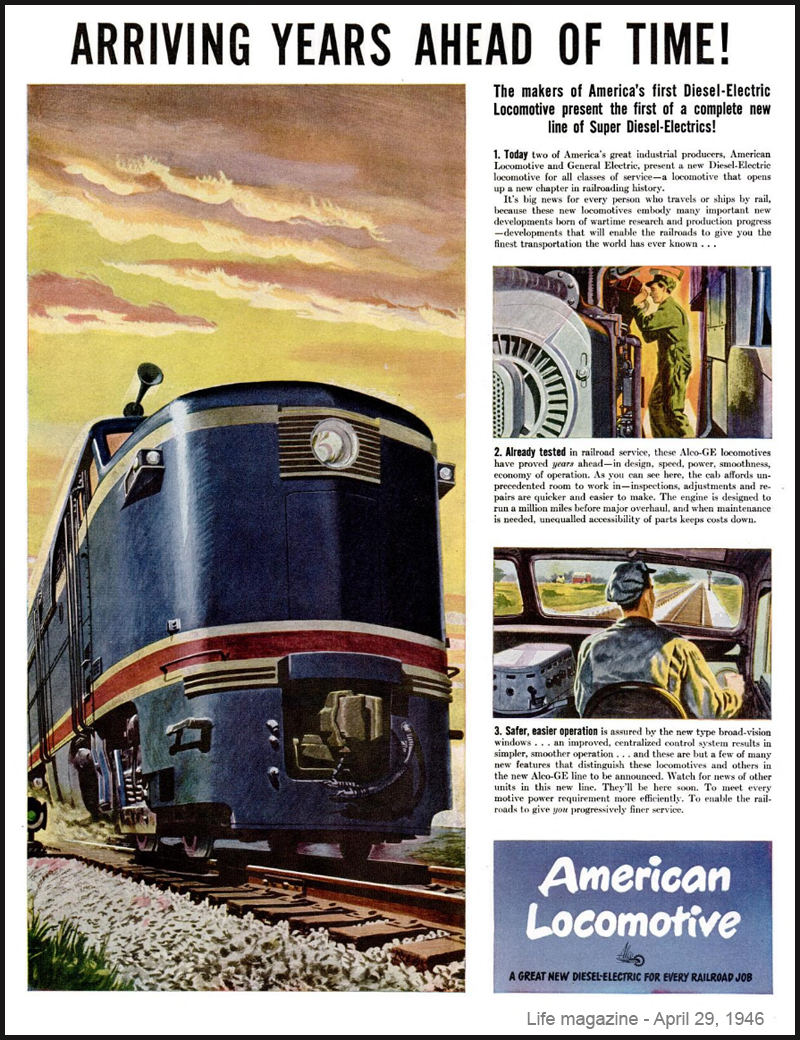 ARRIVING YEARS AHEAD OF TIME!
The makers of America's first Diesel-Electric
Locomotive present the first of a complete new
line of Super Diesel-Electrics!
1. Today two of America's great industrial producers, American
Locomotive and General Electric, present a new Diesel-Electric
locomotive for all classes of service—a locomotive that opens
up a new chapter in railroading history.
It's big news for every person who travels or ships by rail,
because these new locomotives embody many important new
developments born of wartime research and production progress
—developments that will enable the railroads to give you the
finest transportation the world has ever known . . .
2. Already tested in railroad service, these Alco-GE locomotives
have proved years ahead—in design, speed, power, smoothness,
economy of operation. As you can see here, the cab affords un-
precedented room to work in—inspections, adjustments and re-
pairs are quicker and easier to make. The engine is designed to
run a million miles before major overhaul, and when maintenance
is needed, unequalled accessibility of parts keeps costs down.
3. Safer, easier operation is assured by the new type broad-vision
windows . . . an improved, centralized control system results in
simpler, smoother operation . . . and these are but a few of many
new features that distinguish these locomotives and others in
the new Alco-GE line to be announced. Watch for news of other
units in this new line. They'll be here soon. To meet every
motive power requirement more efficiently. To enable the rail-
roads to give you progressively finer service.
American
Locomotive
Alco
A GREAT NEW DIESEL-ELECTRIC FOR EVERY RAILROAD JOB
Life magazine - April 29, 1946